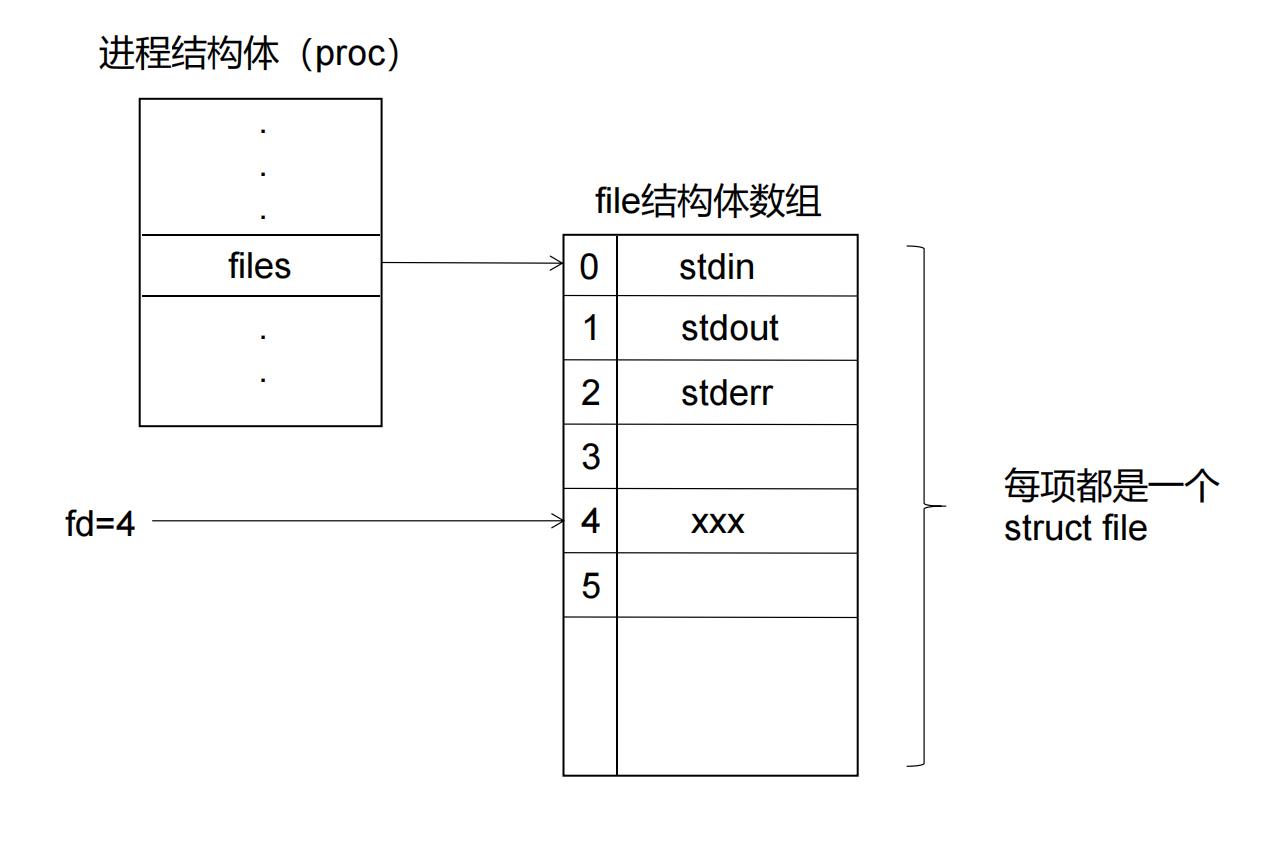 进程结构体（proc）
.
.
.
files
.
.
file结构体数组
0 stdin
1 stdout
2 stderr
3
4 xxx
5
fd=4
每项都是一个
struct file